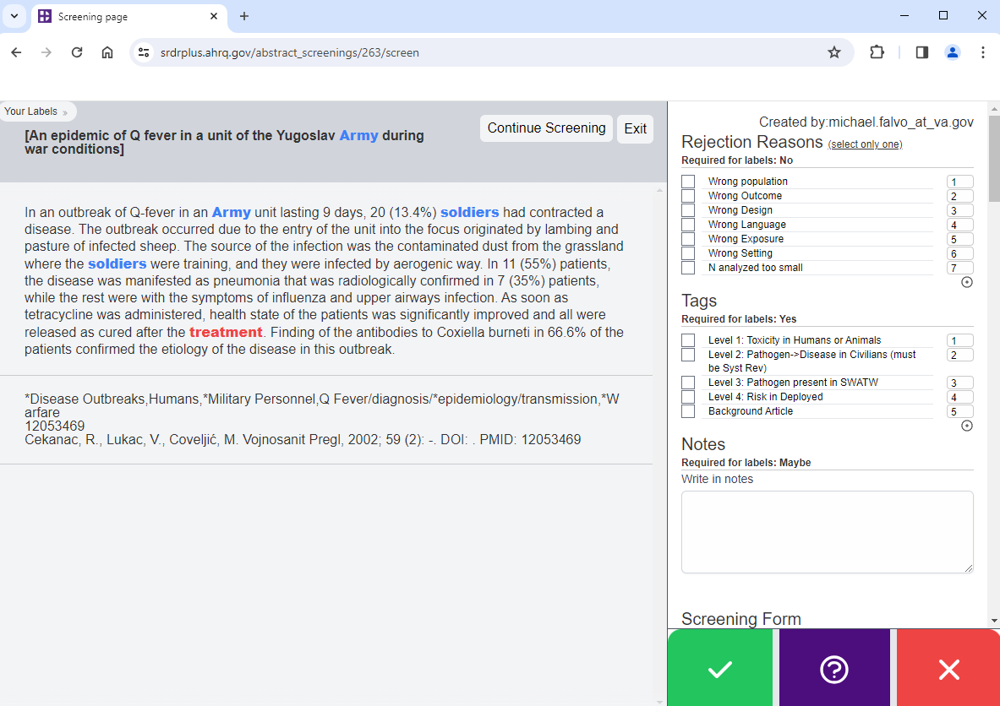 Screening page
srdrplus.ahrq.gov/abstract_screenings/263/screen
Your Labels »
[An epidemic of Q fever in a unit of the Yugoslav Army during
war conditions]
Continue Screening
Exit
In an outbreak of Q-fever in an Army unit lasting 9 days, 20 (13.4%) soldiers had contracted a
disease. The outbreak occurred due to the entry of the unit into the focus originated by lambing and
pasture of infected sheep. The source of the infection was the contaminated dust from the grassland
where the soldiers were training, and they were infected by aerogenic way. In 11 (55%) patients,
the disease was manifested as pneumonia that was radiologically confirmed in 7 (35%) patients,
while the rest were with the symptoms of influenza and upper airways infection. As soon as
tetracycline was administered, health state of the patients was significantly improved and all were
released as cured after the treatment. Finding of the antibodies to Coxiella burneti in 66.6% of the
patients confirmed the etiology of the disease in this outbreak.
*Disease Outbreaks,Humans,*Military Personnel,Q Fever/diagnosis/*epidemiology/transmission,*W
arfare
12053469
Cekanac, R., Lukac, V., Coveljić, M. Vojnosanit Pregl, 2002; 59 (2): -. DOI: . PMID: 12053469
Created by:michael.falvo_at_va.gov
Rejection Reasons (select only one)
Required for labels: No
Wrong population 1
Wrong Outcome 2
Wrong Design 3
Wrong Language 4
Wrong Exposure 5
Wrong Setting 6
N analyzed too small 7
Tags
Required for labels: Yes
Level 1: Toxicity in Humans or Animals 1
Level 2: Pathogen->Disease in Civilians (must 2
be Syst Rev)
Level 3: Pathogen present in SWATW 3
Level 4: Risk in Deployed 4
Background Article 5
Notes
Required for labels: Maybe
Write in notes
Screening Form